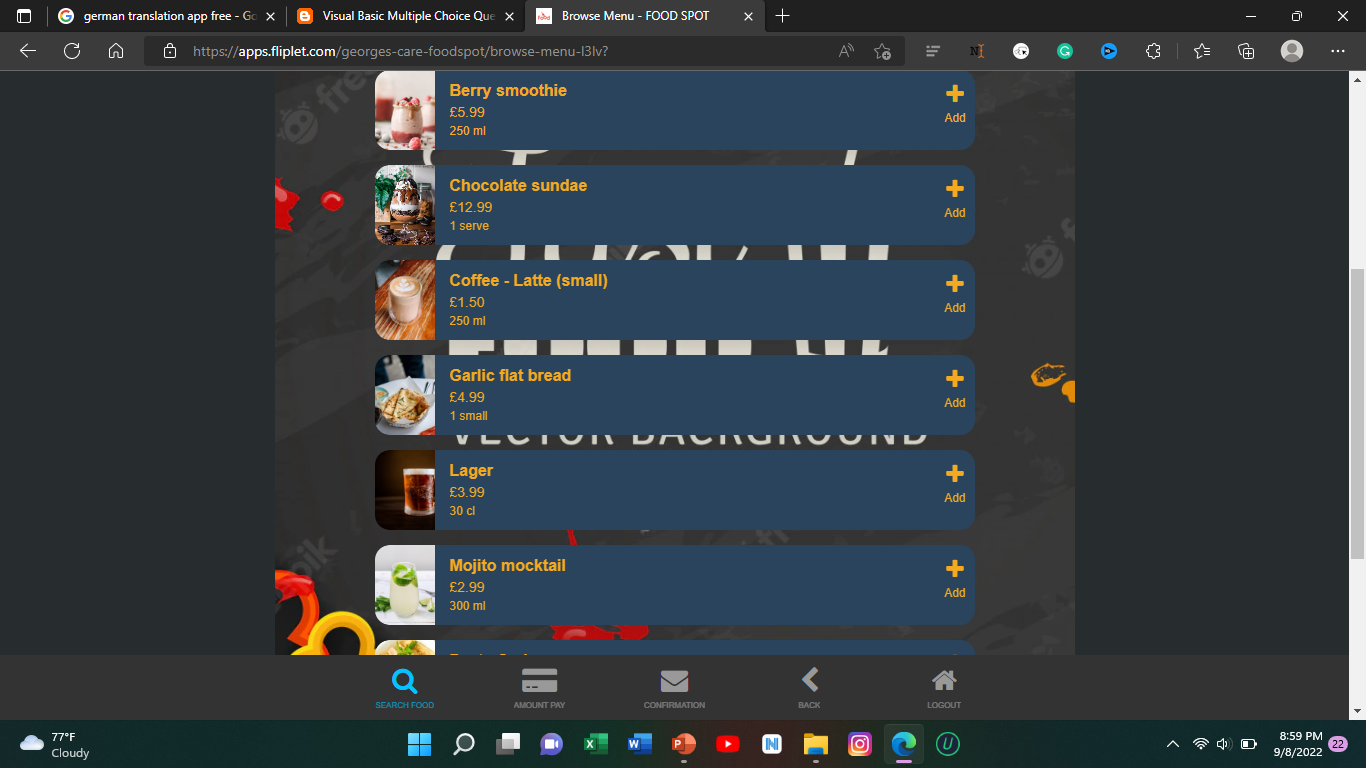 german translation app free - Go
Visual Basic Multiple Choice Que
Browse Menu - FOOD SPOT
https://apps.fliplet.com/georges-care-foodspot/browse-menu-l3lv?
Berry smoothie
£5.99
250 ml
Add
Chocolate sundae
£12.99
1 serve
Add
Coffee - Latte (small)
£1.50
250 ml
Add
Garlic flat bread
£4.99
1 small
Add
VECTOR BACKGROUND
Lager
£3.99
30 cl
Add
Mojito mocktail
£2.99
300 ml
Add
SEARCH FOOD
AMOUNT PAY
CONFIRMATION
BACK
LOGOUT
77°F
Cloudy
8:59 PM
9/8/2022
22